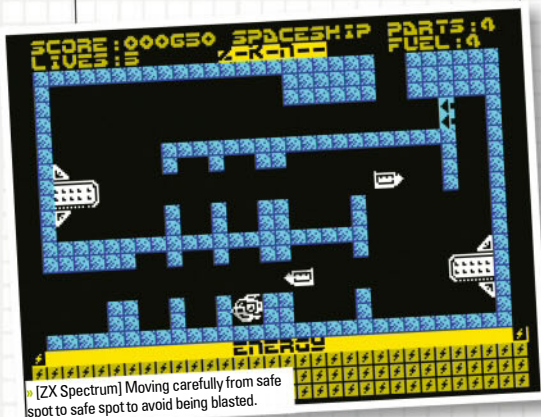 SCORE:000650 SPACESHIP PARTS:4
LIVES:5 FUEL:4
ENERGY
» [ZX Spectrum] Moving carefully from safe
spot to safe spot to avoid being blasted.